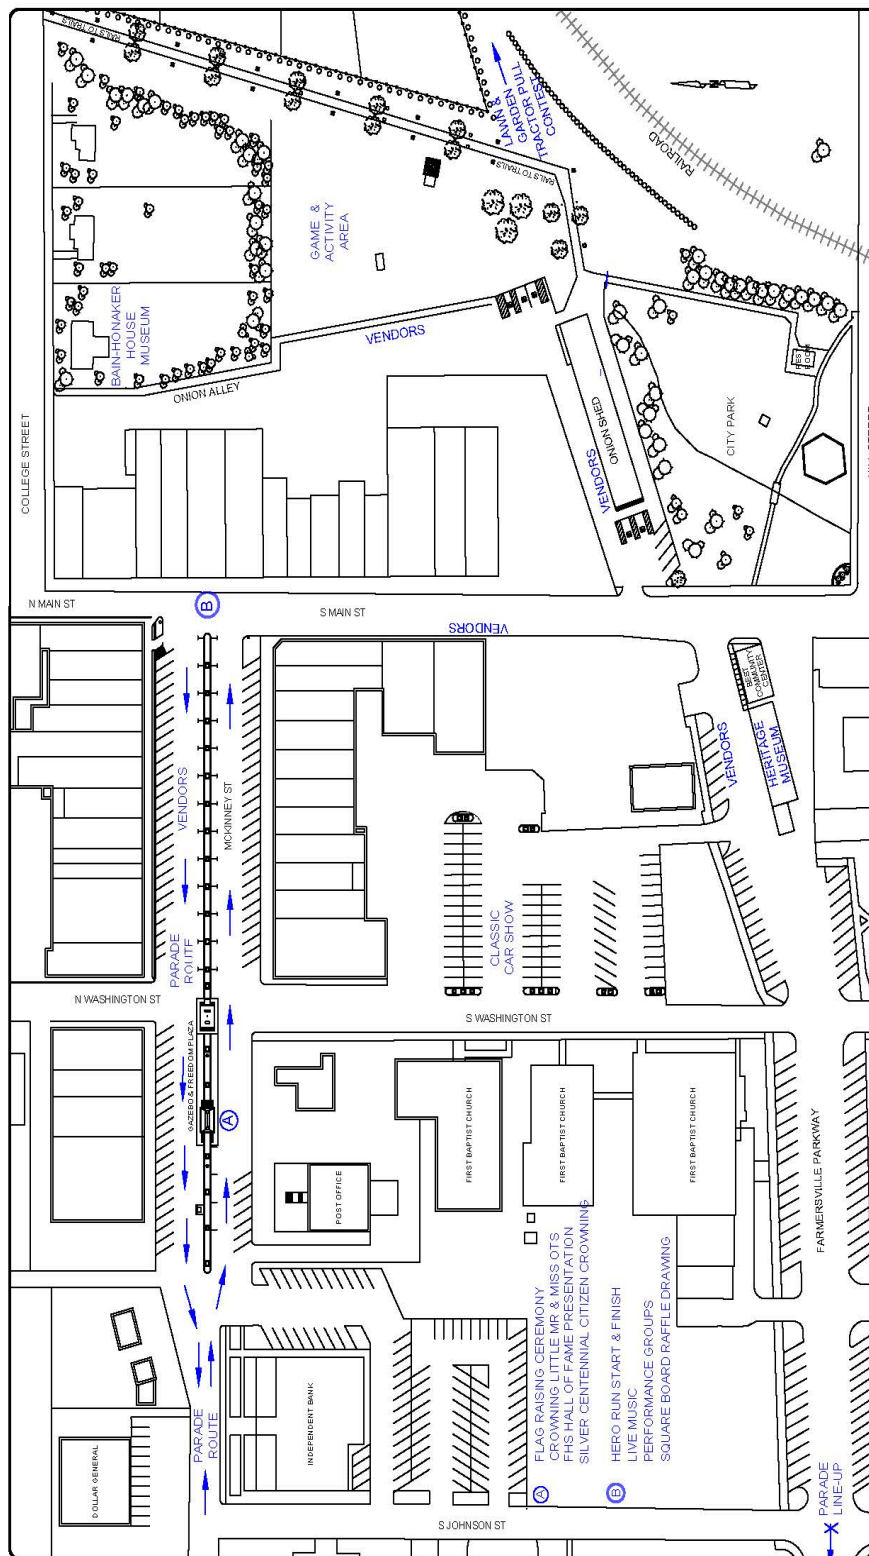 RAILS TO TRAILS
LAWN &
GARDEN
TRACTOR PULL
CONTEST
N
RAILROAD
RAILS TO TRAILS
GAME &
ACTIVITY
AREA
BAIN-HONAKER
HOUSE
MUSEUM
VENDORS
ONION ALLEY
COLLEGE STREET
ONION SHED
VENDORS
CITY PARK
REST
ROOM
N MAIN ST
B
S MAIN ST
VENDORS
BEST
COMMUNITY
CENTER
HERITAGE
MUSEUM
VENDORS
VENDORS
MCKINNEY ST
CLASSIC
CAR SHOW
PARADE
ROUTE
N WASHINGTON ST
S WASHINGTON ST
GAZEBO & FREEDOM PLAZA
A
POST OFFICE
FIRST BAPTIST CHURCH
FIRST BAPTIST CHURCH
FIRST BAPTIST CHURCH
FARMERSVILLE PARKWAY
PARADE
ROUTE
INDEPENDENT BANK
DOLLAR GENERAL
S JOHNSON ST
A FLAG RAISING CEREMONY
CROWNING LITTLE MR & MISS OTS
FHS HALL OF FAME PRESENTATION
SILVER CENTENNIAL CITIZEN CROWNING
B HERO RUN START & FINISH
LIVE MUSIC
PERFORMANCE GROUPS
SQUARE BOARD RAFFLE DRAWING
X PARADE
LINE-UP